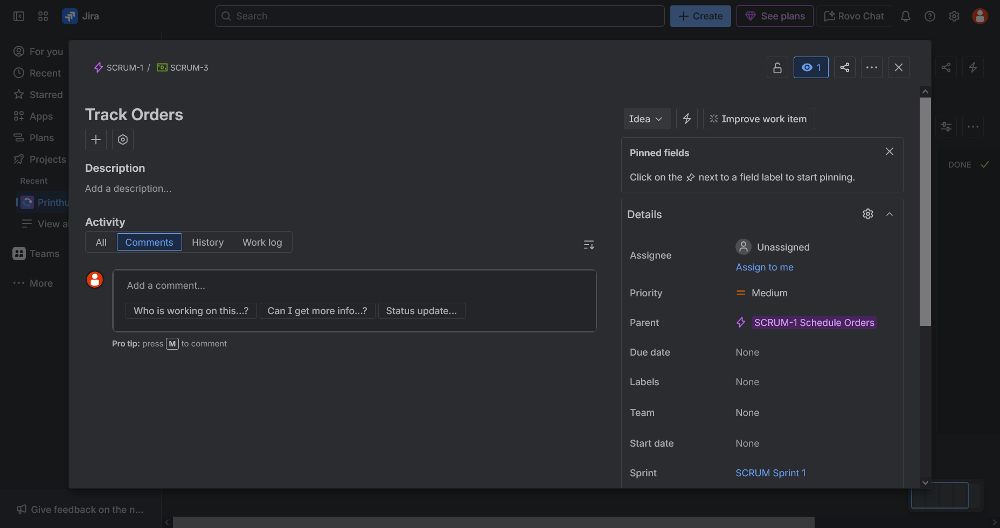 Jira
Search
Create
See plans
Rovo Chat
For you
Recent
Starred
Apps
Plans
Projects
Recent
Printhu
View al
Teams
More
Give feedback on the n...
SCRUM-1 / SCRUM-3
1
Track Orders
Description
Add a description...
Activity
All
Comments
History
Work log
Add a comment...
Who is working on this...?
Can I get more info...?
Status update...
Pro tip: press M to comment
Idea
Improve work item
Pinned fields
Click on the next to a field label to start pinning.
Details
Assignee
Unassigned
Assign to me
Priority
Medium
Parent
SCRUM-1 Schedule Orders
Due date
None
Labels
None
Team
None
Start date
None
Sprint
SCRUM Sprint 1
DONE